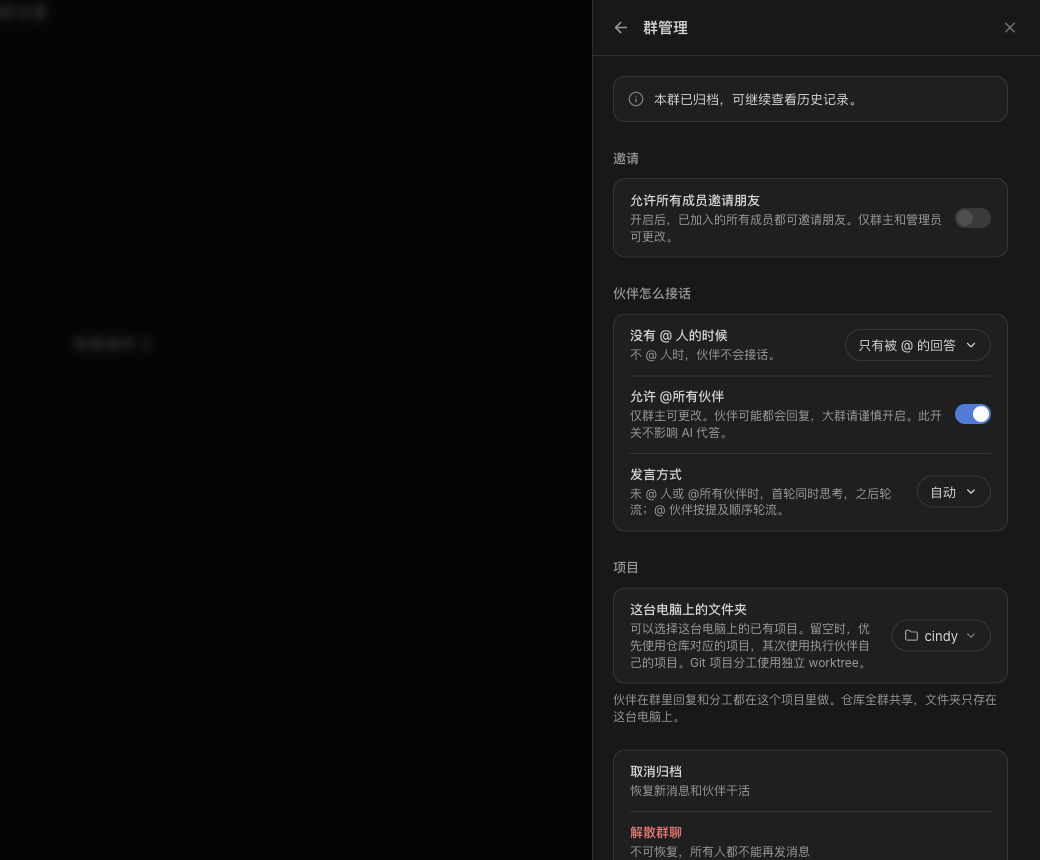 群管理
本群已归档，可继续查看历史记录。
邀请
允许所有成员邀请朋友
开启后，已加入的所有成员都可邀请朋友。仅群主和管理员
可更改。
伙伴怎么接话
没有 @ 人的时候
不 @ 人时，伙伴不会接话。
只有被 @ 的回答
允许 @所有伙伴
仅群主可更改。伙伴可能都会回复，大群请谨慎开启。此开
关不影响 AI 代答。
发言方式
未 @ 人或 @所有伙伴时，首轮同时思考，之后轮
流；@ 伙伴按提及顺序轮流。
自动
项目
这台电脑上的文件夹
可以选择这台电脑上的已有项目。留空时，优
先使用仓库对应的项目，其次使用执行伙伴自
己的项目。Git 项目分工使用独立 worktree。
cindy
伙伴在群里回复和分工都在这个项目里做。仓库全群共享，文件夹只存在
这台电脑上。
取消归档
恢复新消息和伙伴干活
解散群聊
不可恢复，所有人都不能再发消息